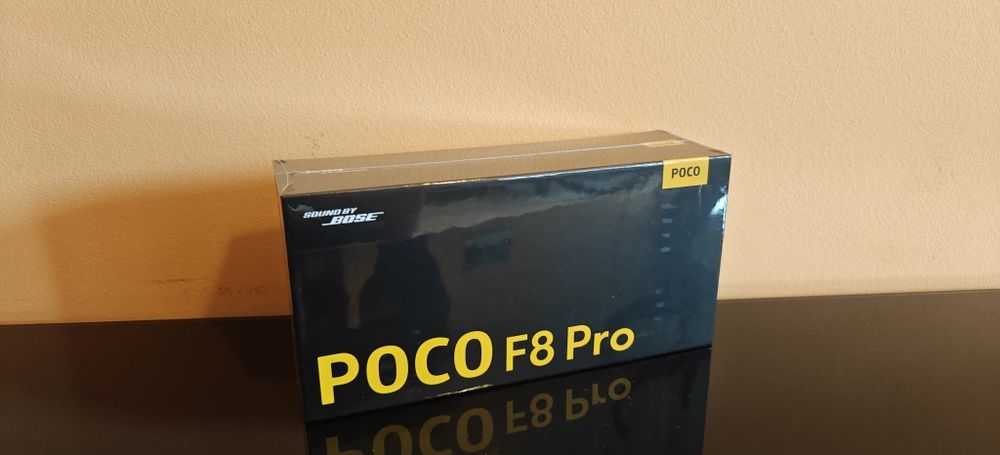 POCO
SOUND BY
BOSE
POCO F8 Pro